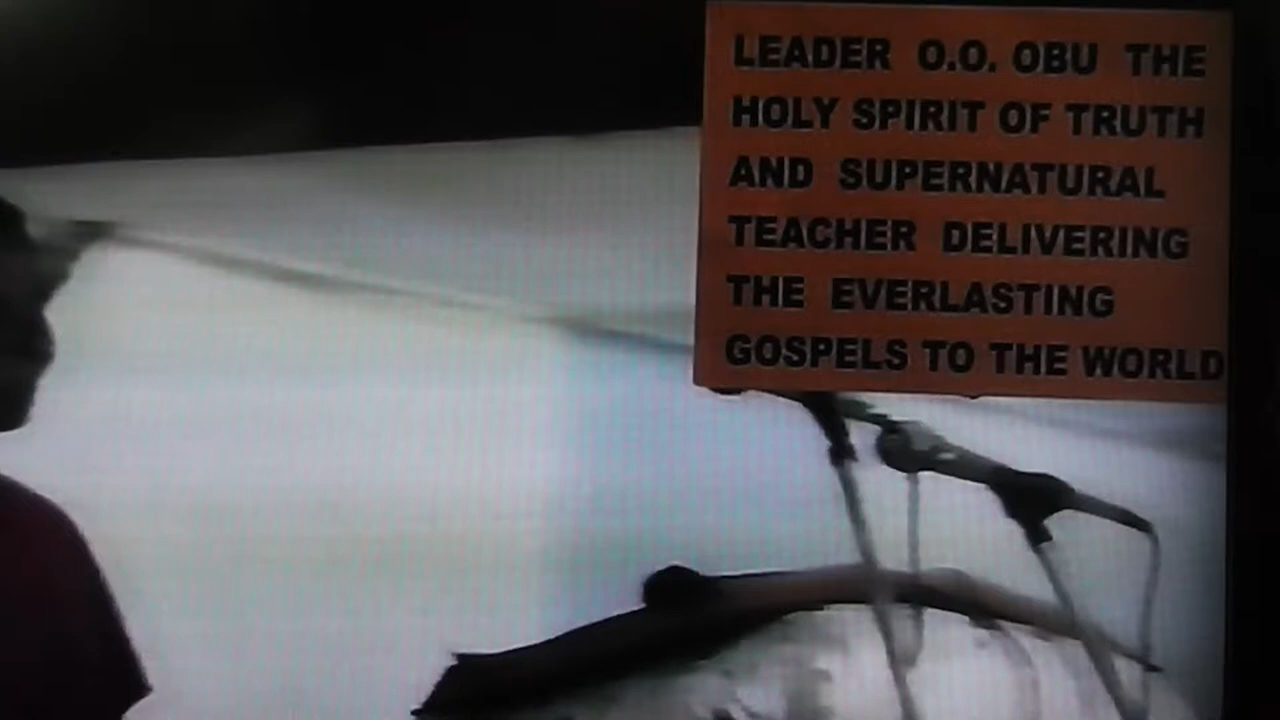 LEADER O.O. OBU THE
HOLY SPIRIT OF TRUTH
AND SUPERNATURAL
TEACHER DELIVERING
THE EVERLASTING
GOSPELS TO THE WORLD